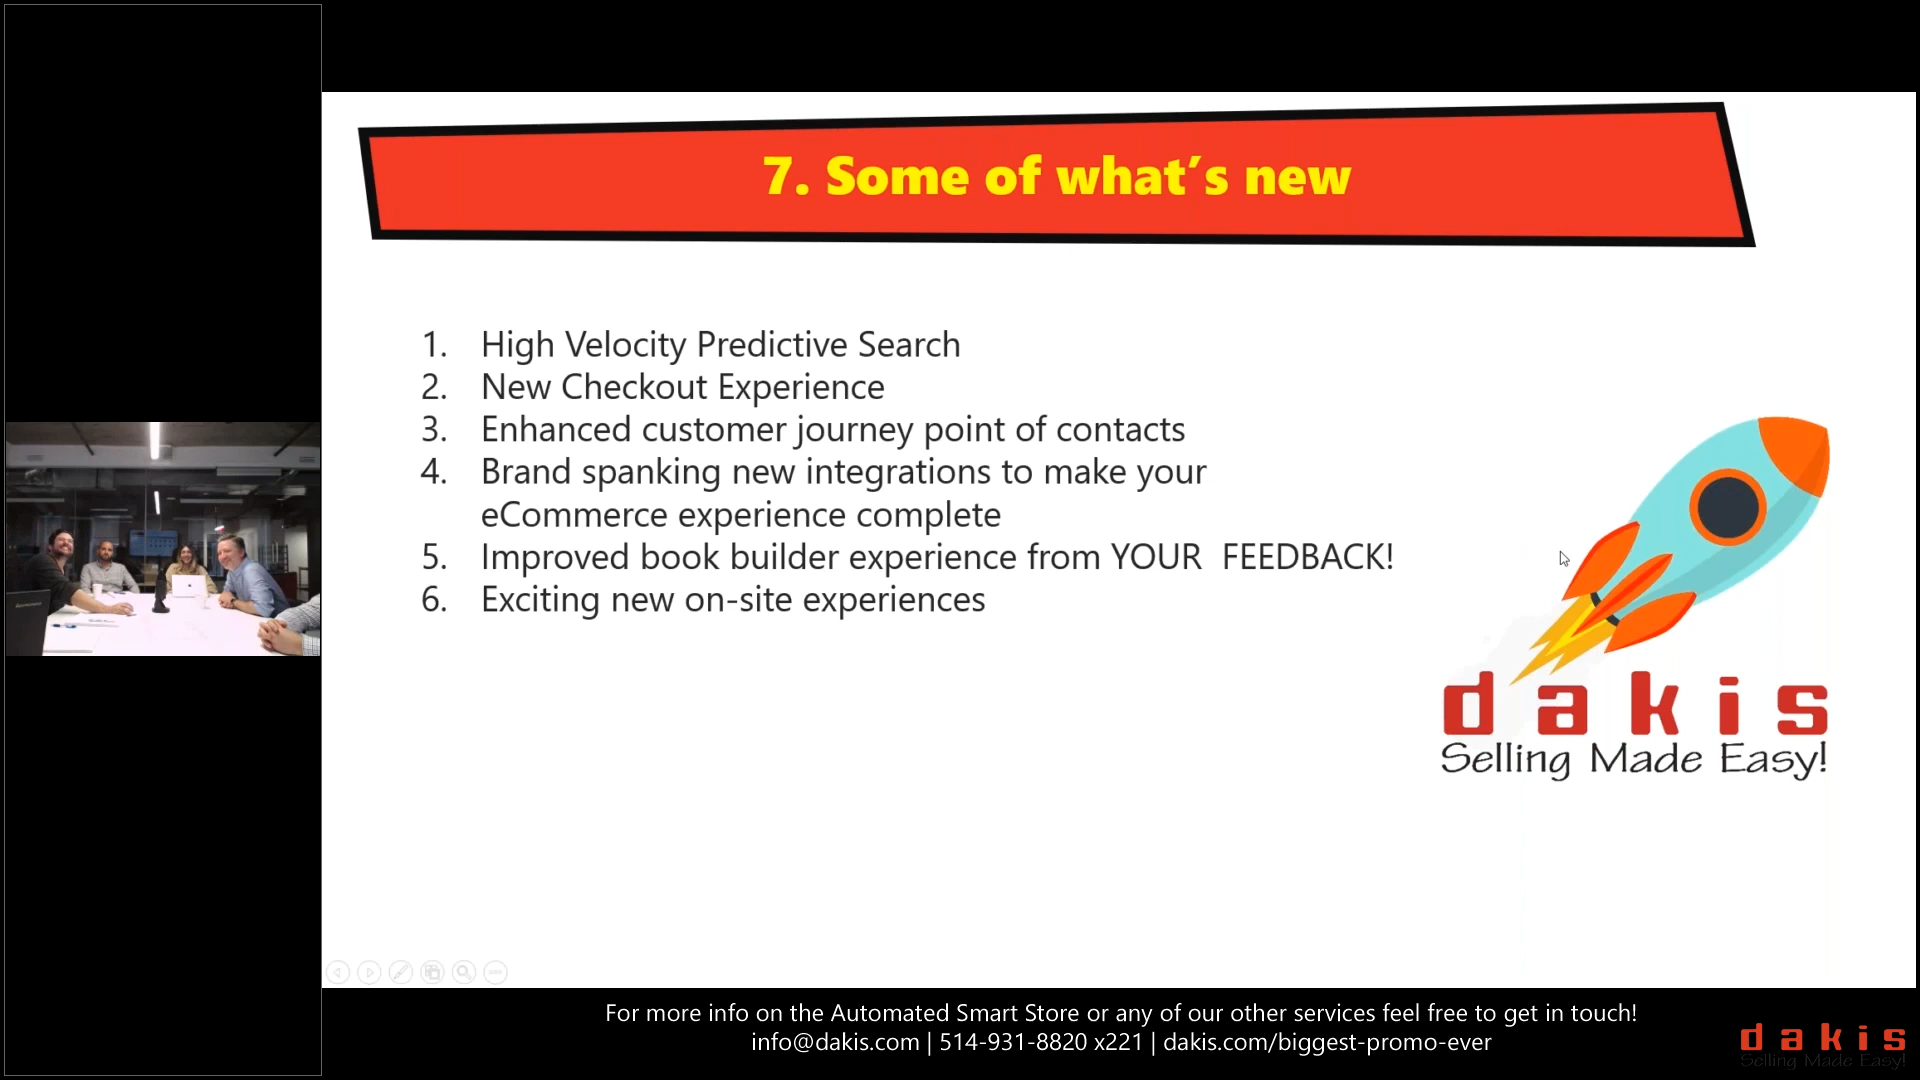 7. Some of what's new
1. High Velocity Predictive Search
2. New Checkout Experience
3. Enhanced customer journey point of contacts
4. Brand spanking new integrations to make your
eCommerce experience complete
5. Improved book builder experience from YOUR  FEEDBACK!
6. Exciting new on-site experiences
dakis
Selling Made Easy!
For more info on the Automated Smart Store or any of our other services feel free to get in touch!
info@dakis.com | 514-931-8820 x221 | dakis.com/biggest-promo-ever
dakis
Selling Made Easy!